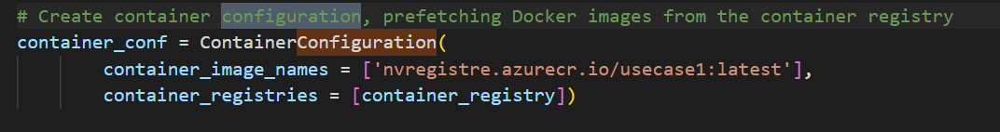 # Create container configuration, prefetching Docker images from the container registry
container_conf = ContainerConfiguration(
container_image_names = ['nvregistre.azurecr.io/usecase1:latest'],
container_registries = [container_registry])